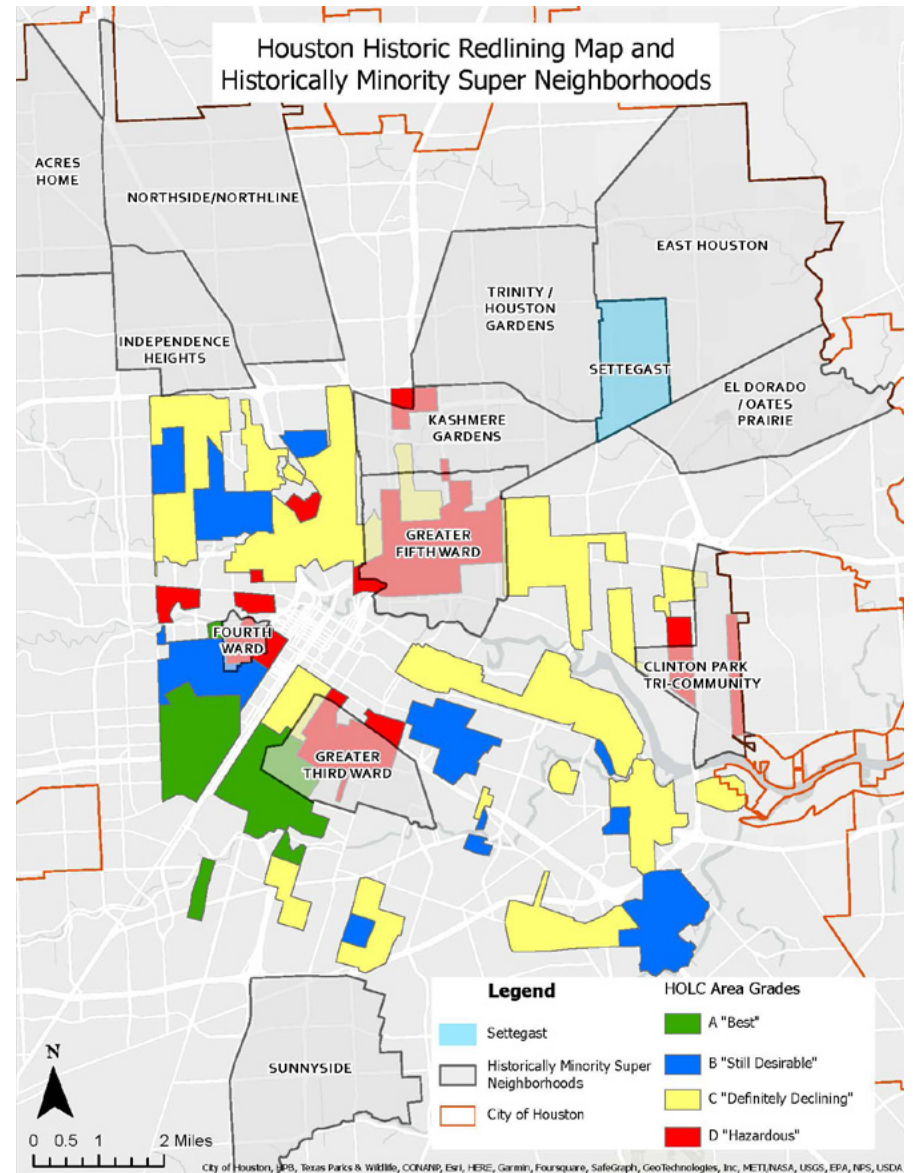 Houston Historic Redlining Map and
Historically Minority Super Neighborhoods
ACRES
HOME
NORTHSIDE/NORTHLINE
EAST HOUSTON
TRINITY /
HOUSTON
GARDENS
INDEPENDENCE
HEIGHTS
SETTEGAST
EL DORADO
/ OATES
PRAIRIE
KASHMERE
GARDENS
GREATER
FIFTH WARD
FOURTH
WARD
CLINTON PARK
TRI-COMMUNITY
GREATER
THIRD WARD
SUNNYSIDE
N
0 0.5 1 2 Miles
Legend
Settegast
Historically Minority Super
Neighborhoods
City of Houston
HOLC Area Grades
A "Best"
B "Still Desirable"
C "Definitely Declining"
D "Hazardous"
City of Houston, HPB, Texas Parks & Wildlife, CONANP, Esri, HERE, Garmin, Foursquare, SafeGraph, GeoTechnologies, Inc, METI/NASA, USGS, EPA, NPS, USDA